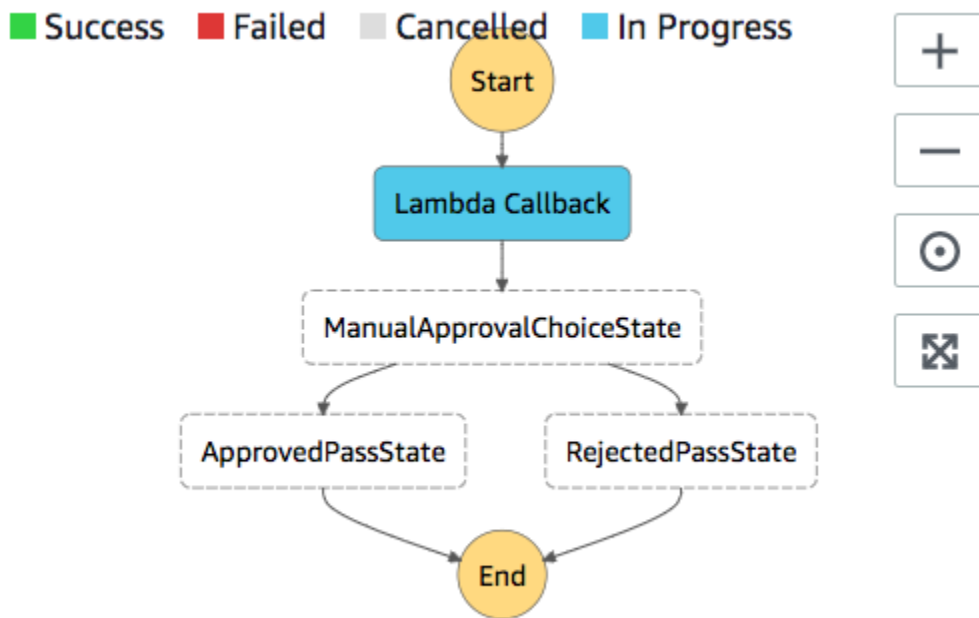 Success Failed Cancelled In Progress
Start
Lambda Callback
ManualApprovalChoiceState
ApprovedPassState RejectedPassState
End